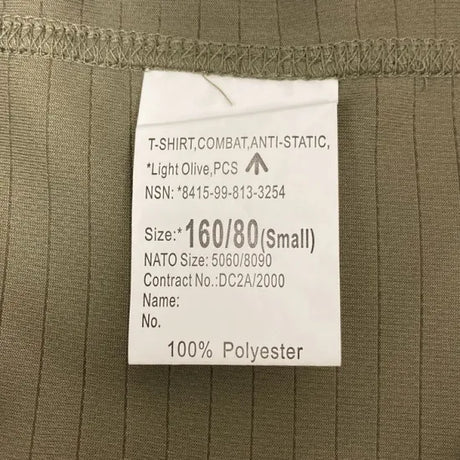 T-SHIRT,COMBAT,ANTI-STATIC,
*Light Olive,PCS
NSN: *8415-99-813-3254
Size:*160/80(Small)
NATO Size: 5060/8090
Contract No.:DC2A/2000
Name:
No.
100% Polyester